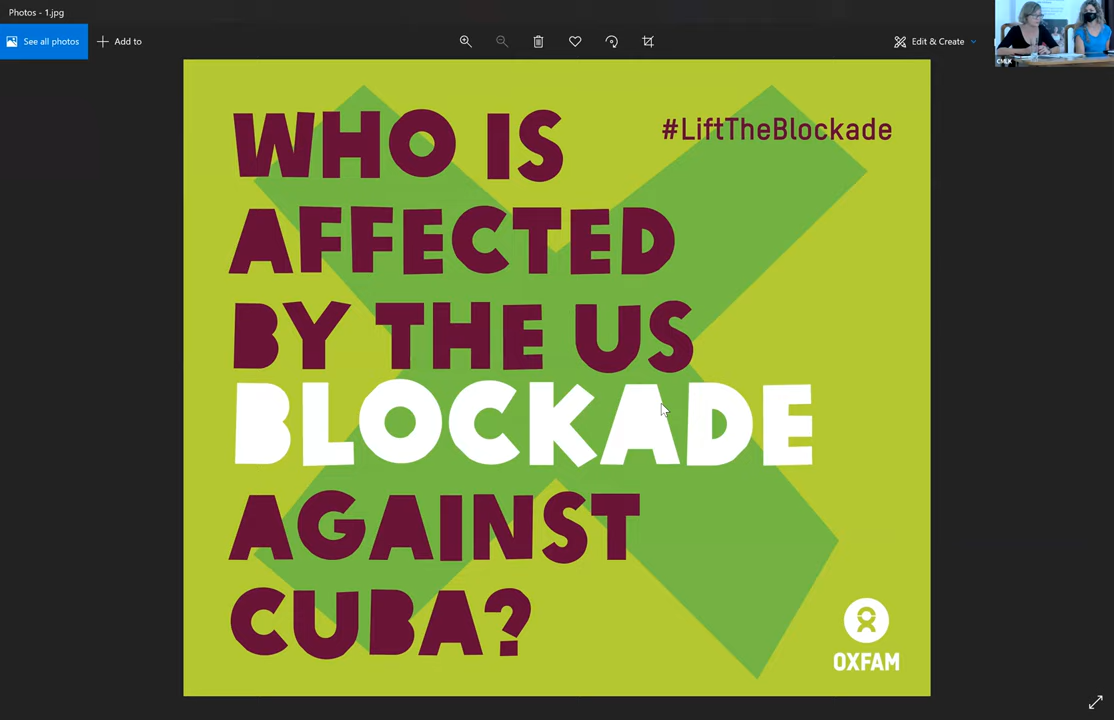 Photos - 1.jpg
See all photos
Add to
Edit & Create
CMLK
WHO IS
#LiftTheBlockade
AFFECTED
BY THE US
BLOCKADE
AGAINST
CUBA?
OXFAM